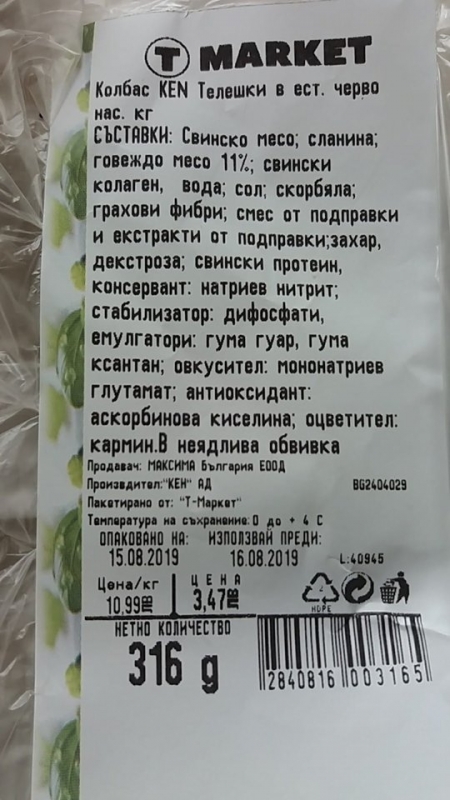 T MARKET
Колбас KEN Телешки в ест. черво
нас. кг
СЪСТАВКИ: Свинско месо; сланина;
говеждо месо 11%; свински
колаген, вода; сол; скорбяла;
грахови фибри; смес от подправки
и екстракти от подправки;захар,
декстроза; свински протеин,
консервант: натриев нитрит;
стабилизатор: дифосфати,
емулгатори: гума гуар, гума
ксантан; овкусител: мононатриев
глутамат; антиоксидант:
аскорбинова киселина; оцветител:
кармин.В неядлива обвивка
Продавач: МАКСИМА България ЕООД
Производител:"КЕН" АД BG2404029
Пакетирано от: "Т-Маркет"
Температура на съхранение: 0 до + 4 С
ОПАКОВАНО НА: ИЗПОЛЗВАЙ ПРЕДИ:
15.08.2019 16.08.2019 L:40945
Цена/кг ЦЕНА
10,99 3,47
HDPE
НЕТНО КОЛИЧЕСТВО
316 g
2840816 003165